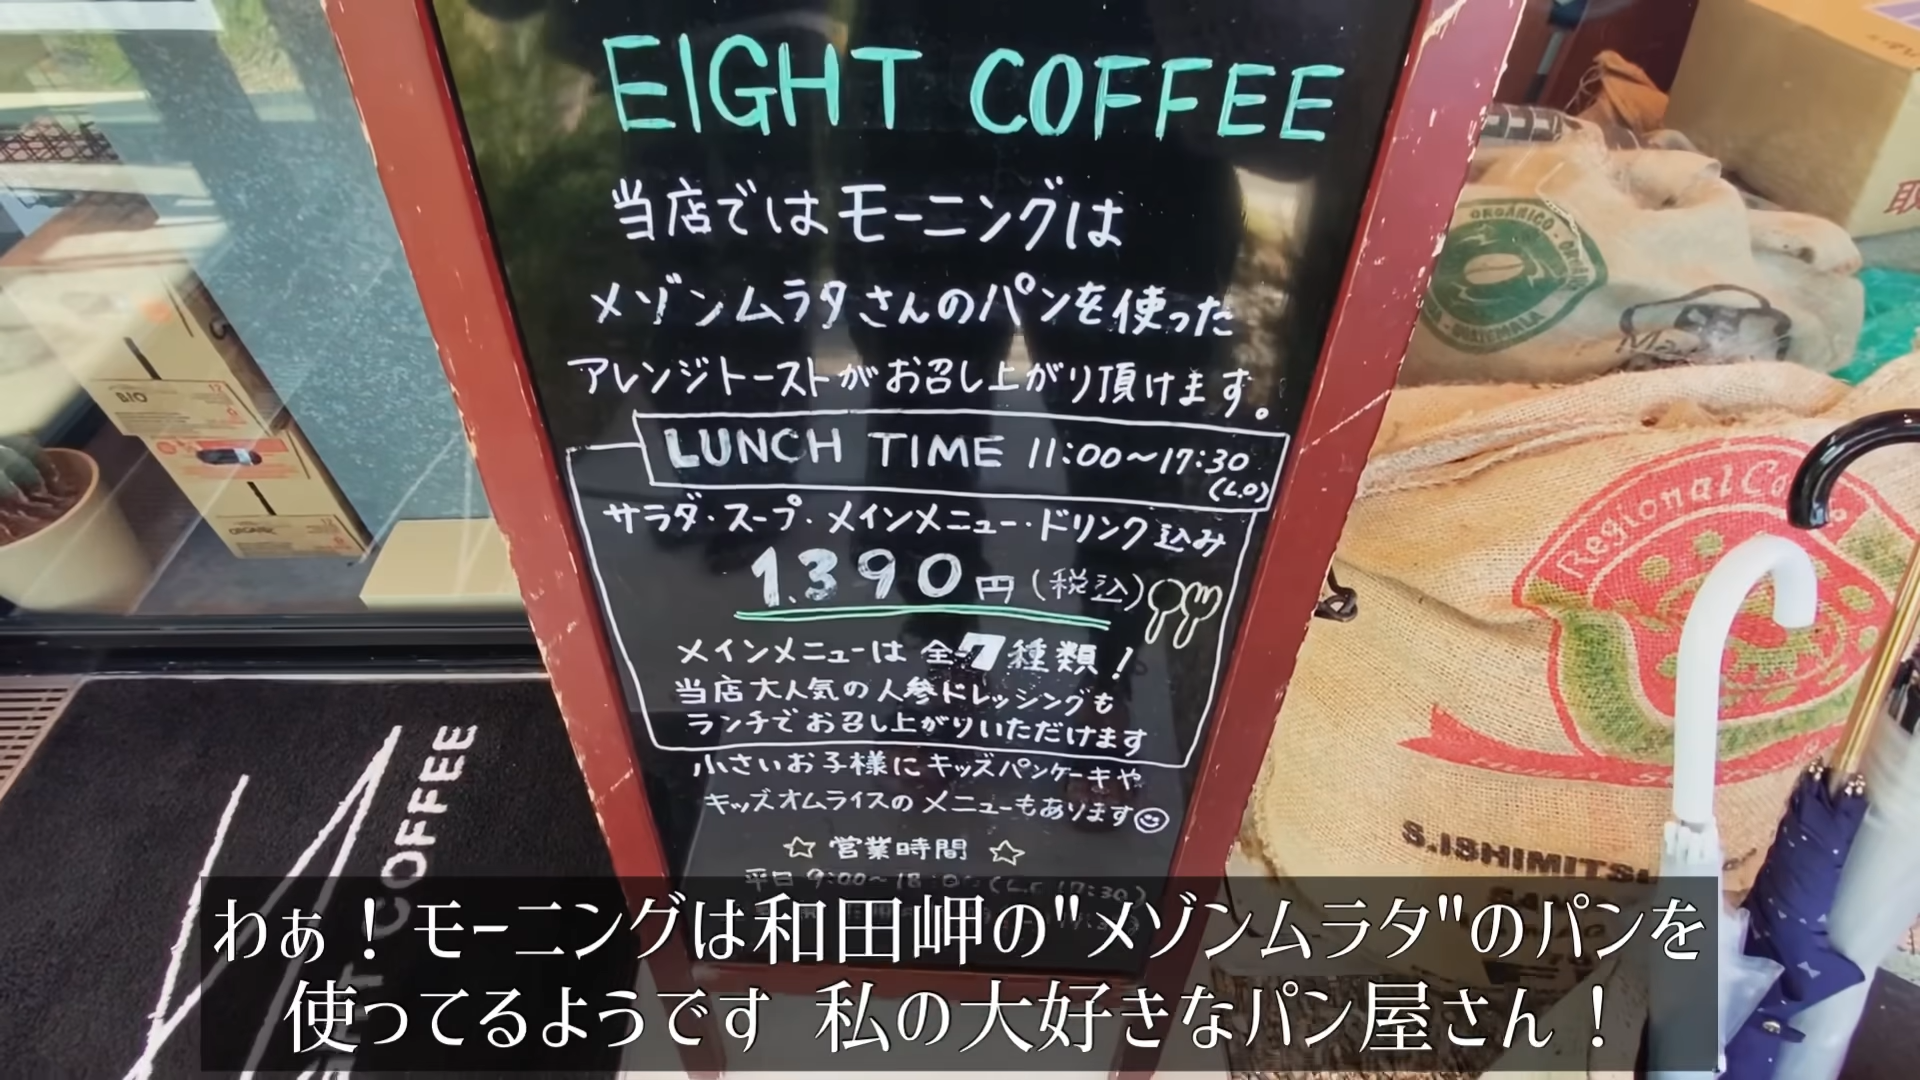 EIGHT COFFEE
当店ではモーニングは
メゾンムラタさんのパンを使った
アレンジトーストがお召し上がり頂けます。
LUNCH TIME 11:00〜17:30
(L.O)
サラダ・スープ・メインメニュー・ドリンク込み
1,390円(税込)
メインメニューは全7種類!
当店大人気の人参ドレッシングも
ランチでお召し上がりいただけます
小さいお子様にキッズパンケーキや
キッズオムライスのメニューもあります
☆営業時間☆
平日 9:00〜18:00
BIO
ORGANIC
COFFEE
取
Regional
S.ISHIMITSU
わぁ!モーニングは和田岬の"メゾンムラタ"のパンを
使ってるようです 私の大好きなパン屋さん!